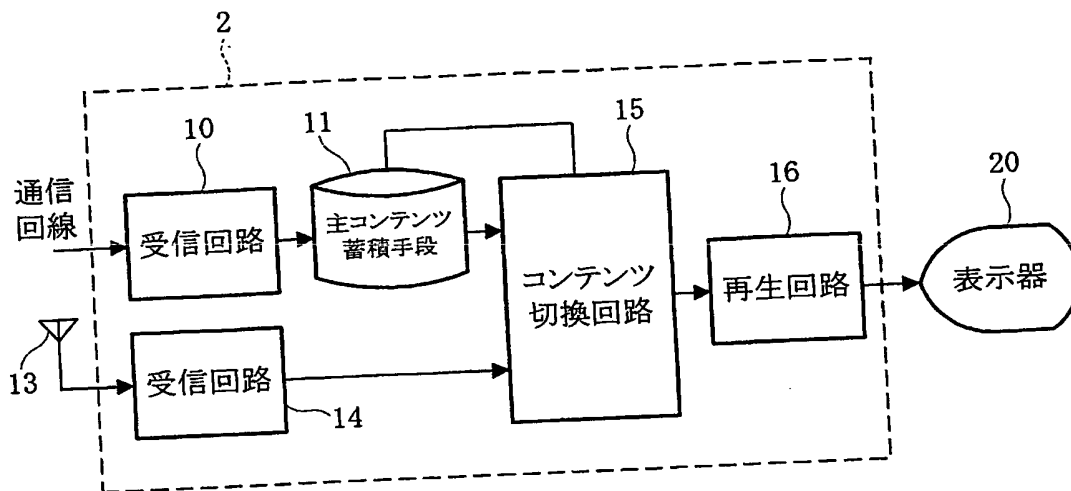 2
10
11
15
16
20
通信
回線
受信回路
主コンテンツ
蓄積手段
コンテンツ
切換回路
再生回路
表示器
13
受信回路
14